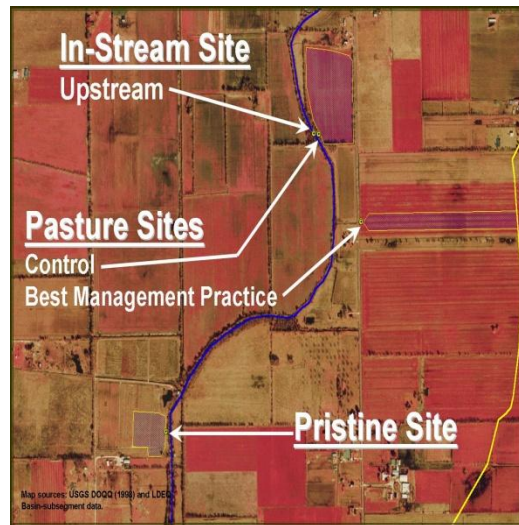 In-Stream Site
Upstream
Pasture Sites
Control
Best Management Practice
Pristine Site
Map sources: USGS DOQQ (1998) and LDEQ
Basin-subsegment data.